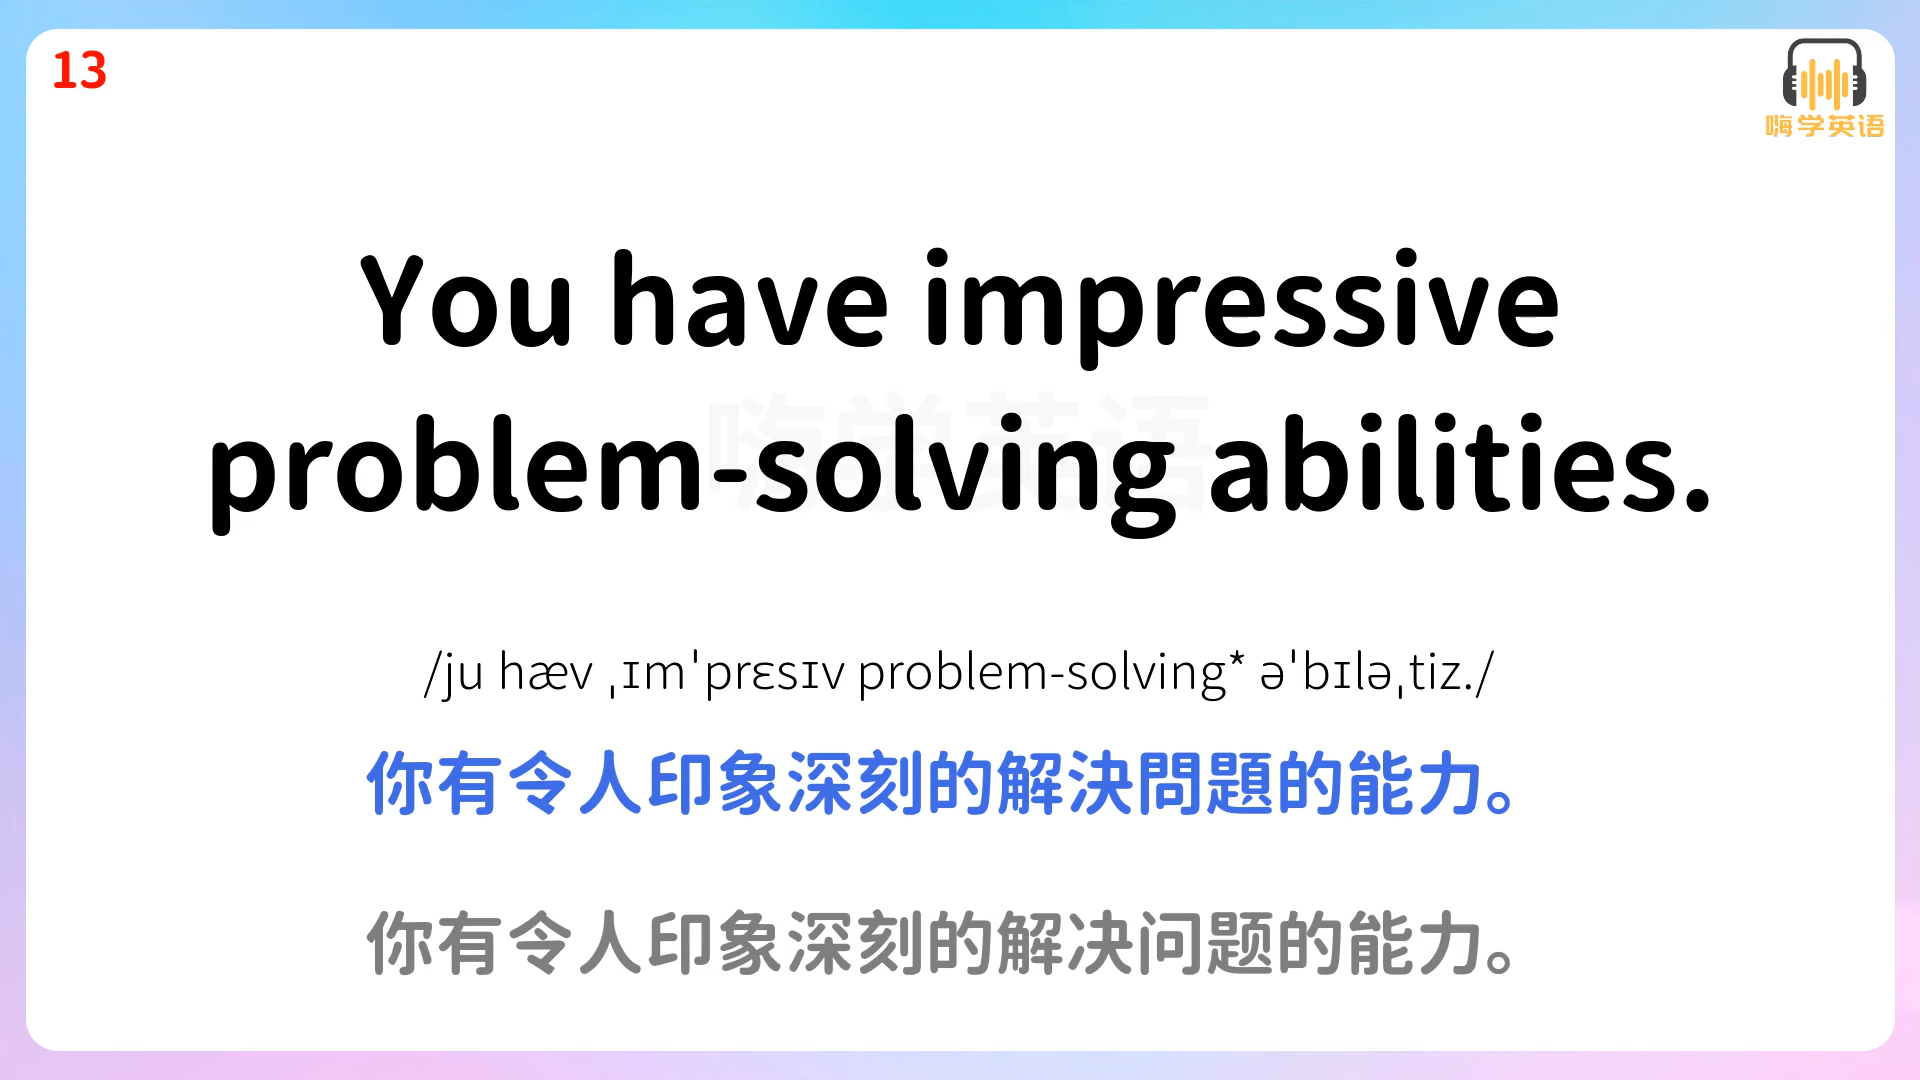 13
嗨学英语
You have impressive
problem-solving abilities.
/ju hæv ˌɪmˈprɛsɪv problem-solving* əˈbɪləˌtiz./
你有令人印象深刻的解決問題的能力。
你有令人印象深刻的解决问题的能力。